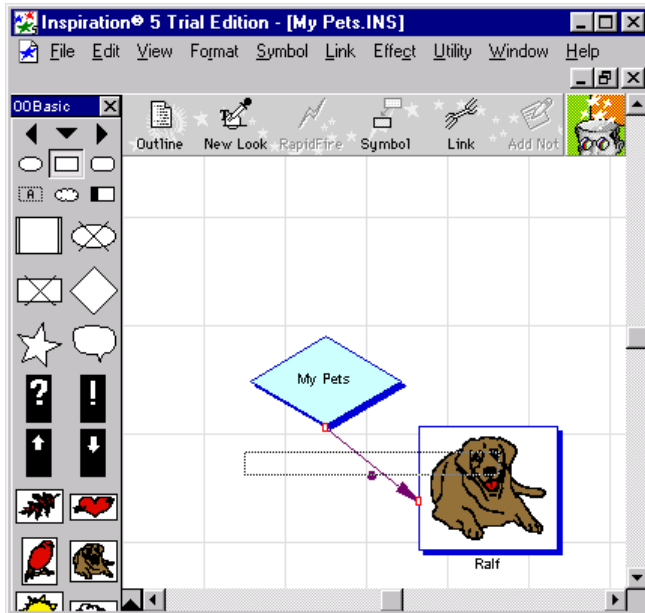 Inspiration® 5 Trial Edition - [My Pets.INS]
File Edit View Format Symbol Link Effect Utility Window Help
00Basic
Outline New Look RapidFire Symbol Link Add Not
A
? !
My Pets
Ralf